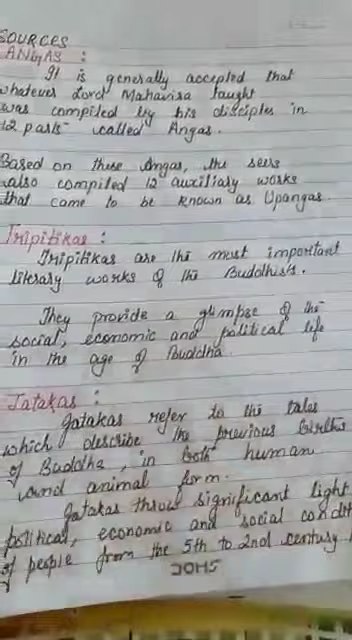 SOURCES
ANGAS :
It is generally accepted that
whatever Lord Mahavira taught
was compiled by his disciples in
12 parts called Angas.
Based on these Angas, the seers
also compiled 12 auxiliary works
that came to be known as Upangas.
Tripitikas :
Tripitikas are the most important
literary works of the Buddhists.
They provide a glimpse of the
social, economic and political life
in the age of Buddha.
Jatakas :
Jatakas refer to the tales
which describe the previous births
of Buddha, in both human
and animal form.
Jatakas throw significant light
political, economic and social condit
of people from the 5th to 2nd century